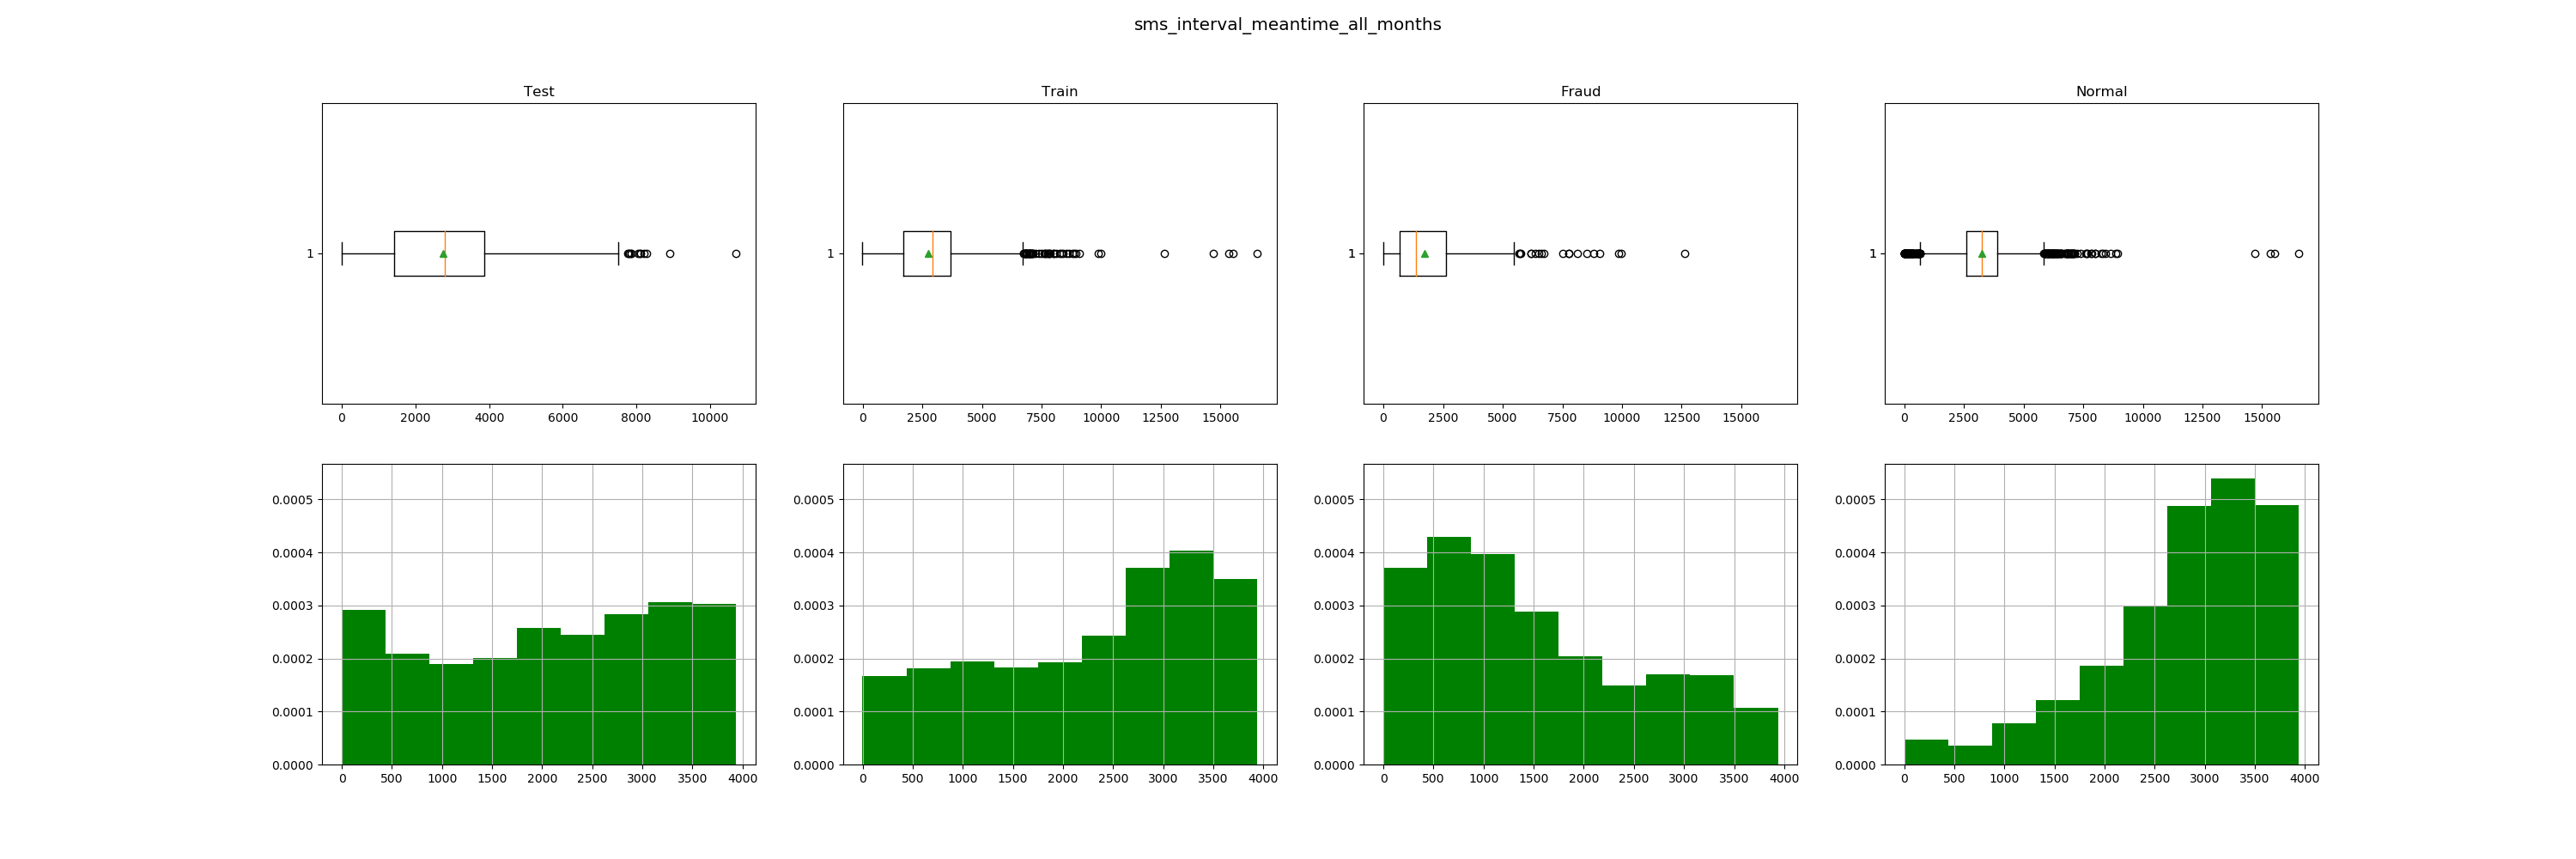 sms_interval_meantime_all_months
Test Train Fraud Normal
1 1 1 1
0 2000 4000 6000 8000 10000 0 2500 5000 7500 10000 12500 15000 0 2500 5000 7500 10000 12500 15000 0 2500 5000 7500 10000 12500 15000
0.0005 0.0005 0.0005 0.0005
0.0004 0.0004 0.0004 0.0004
0.0003 0.0003 0.0003 0.0003
0.0002 0.0002 0.0002 0.0002
0.0001 0.0001 0.0001 0.0001
0.0000 0.0000 0.0000 0.0000
0 500 1000 1500 2000 2500 3000 3500 4000 0 500 1000 1500 2000 2500 3000 3500 4000 0 500 1000 1500 2000 2500 3000 3500 4000 0 500 1000 1500 2000 2500 3000 3500 4000